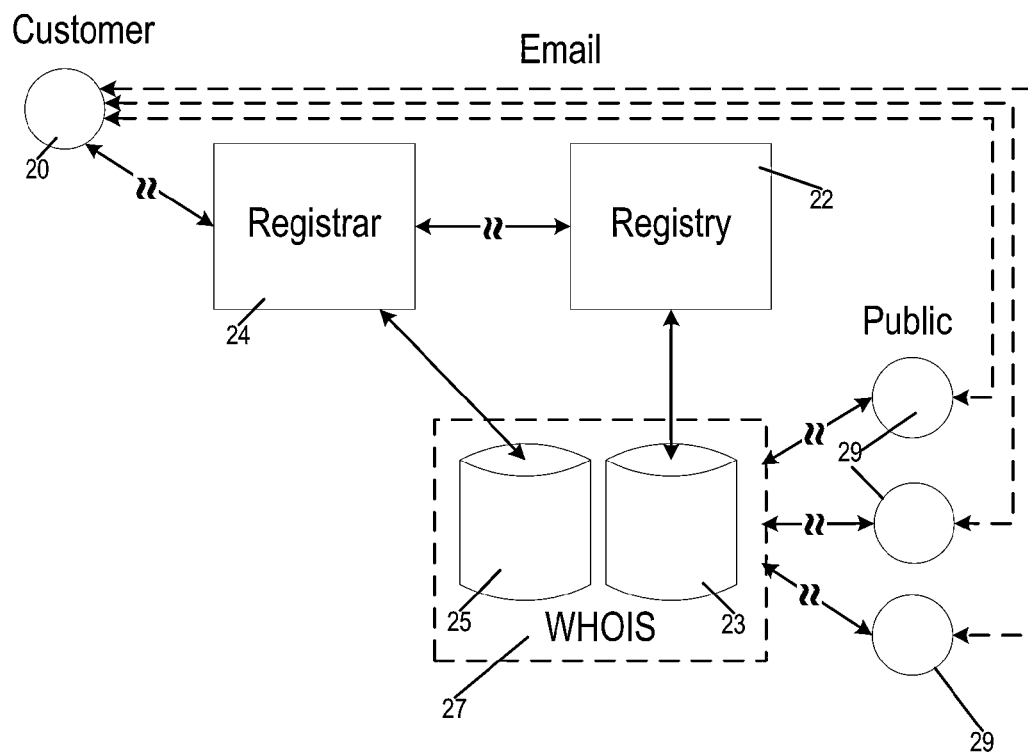 Customer
Email
20
Registrar
Registry
22
24
Public
29
25
WHOIS
23
27
29